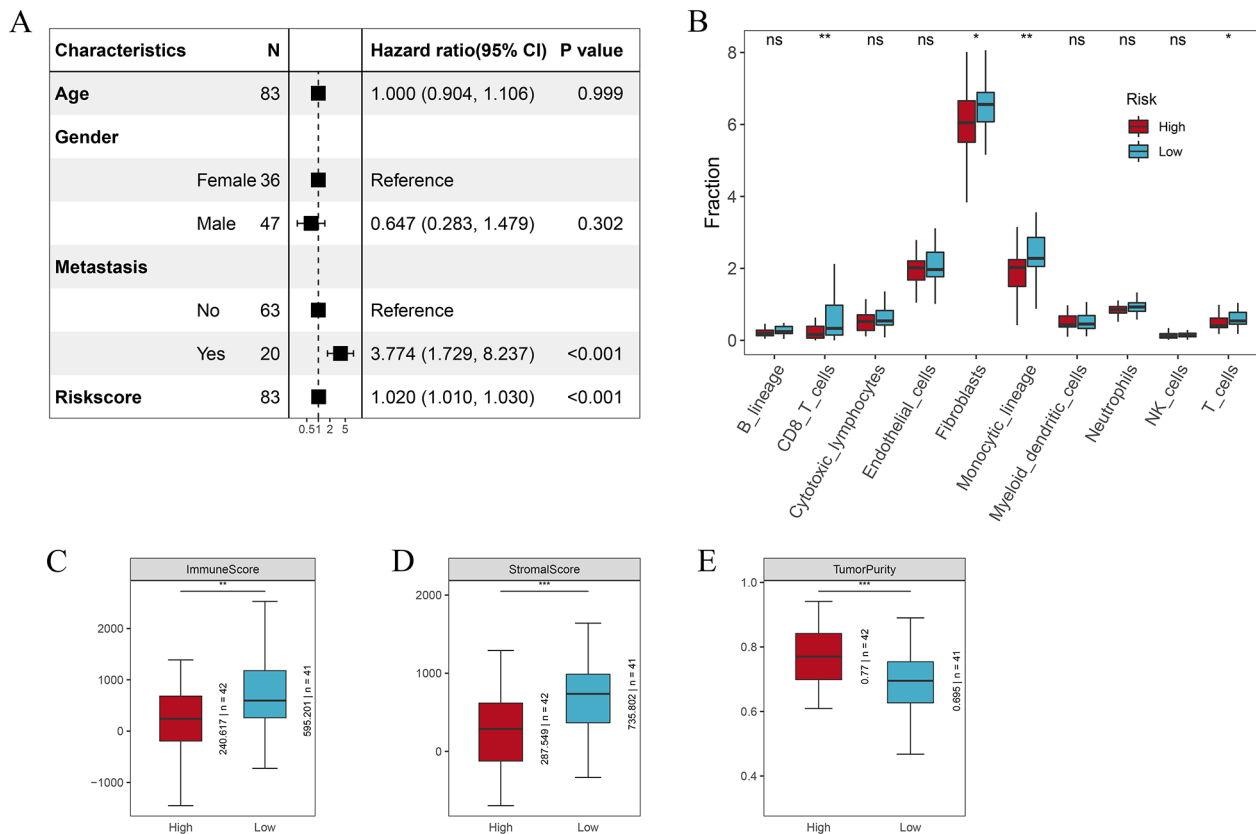 A
Characteristics N Hazard ratio(95% CI) P value
Age 83 1.000 (0.904, 1.106) 0.999
Gender
Female 36 Reference
Male 47 0.647 (0.283, 1.479) 0.302
Metastasis
No 63 Reference
Yes 20 3.774 (1.729, 8.237) <0.001
Riskscore 83 1.020 (1.010, 1.030) <0.001
0.5 1 2 5
B
ns ** ns ns * ** ns ns ns *
8
6
4
2
0
Fraction
Risk
High
Low
B_lineage
CD8_T_cells
Cytotoxic_lymphocytes
Endothelial_cells
Fibroblasts
Monocytic_lineage
Myeloid_dendritic_cells
Neutrophils
NK_cells
T_cells
C
ImmuneScore
**
2000
1000
0
−1000
240.617 | n = 42
595.201 | n = 41
High Low
D
StromalScore
***
2000
1000
0
287.549 | n = 42
735.802 | n = 41
High Low
E
TumorPurity
***
1.0
0.8
0.6
0.4
0.77 | n = 42
0.695 | n = 41
High Low